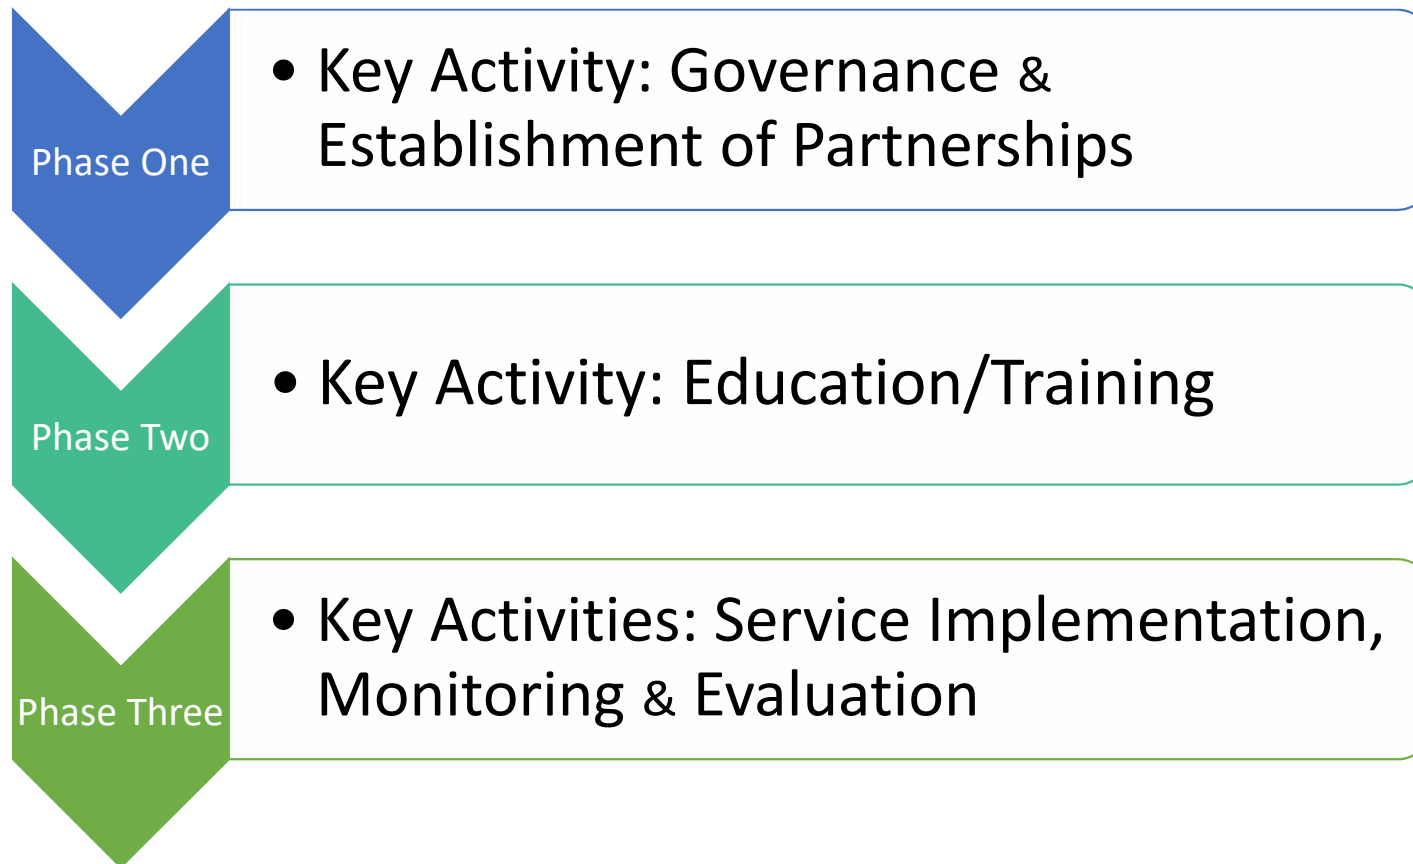 Phase One
• Key Activity: Governance &
Establishment of Partnerships
Phase Two
• Key Activity: Education/Training
Phase Three
• Key Activities: Service Implementation,
Monitoring & Evaluation